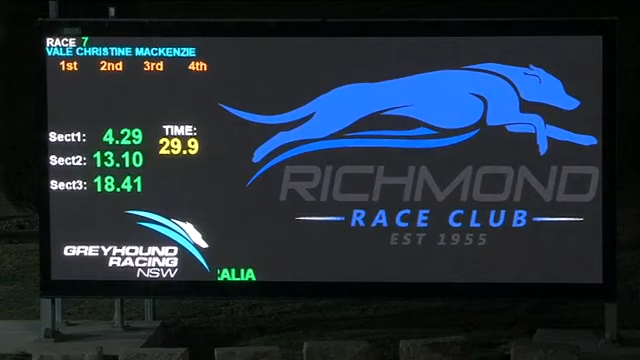 RACE 7
VALE CHRISTINE MACKENZIE
1st 2nd 3rd 4th
Sect1: 4.29
Sect2: 13.10
Sect3: 18.41
TIME:
29.9
RICHMOND
RACE CLUB
EST 1955
GREYHOUND
RACING
NSW
RALIA